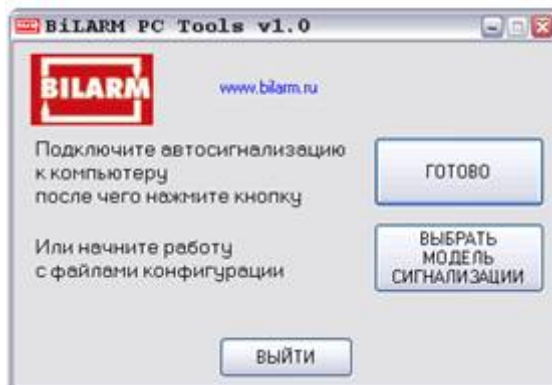 BiLARM PC Tools v1.0
BILARM
www.bilarm.ru
Подключите автосигнализацию
к компьютеру
после чего нажмите кнопку
ГОТОВО
Или начните работу
с файлами конфигурации
ВЫБРАТЬ
МОДЕЛЬ
СИГНАЛИЗАЦИИ
ВЫЙТИ